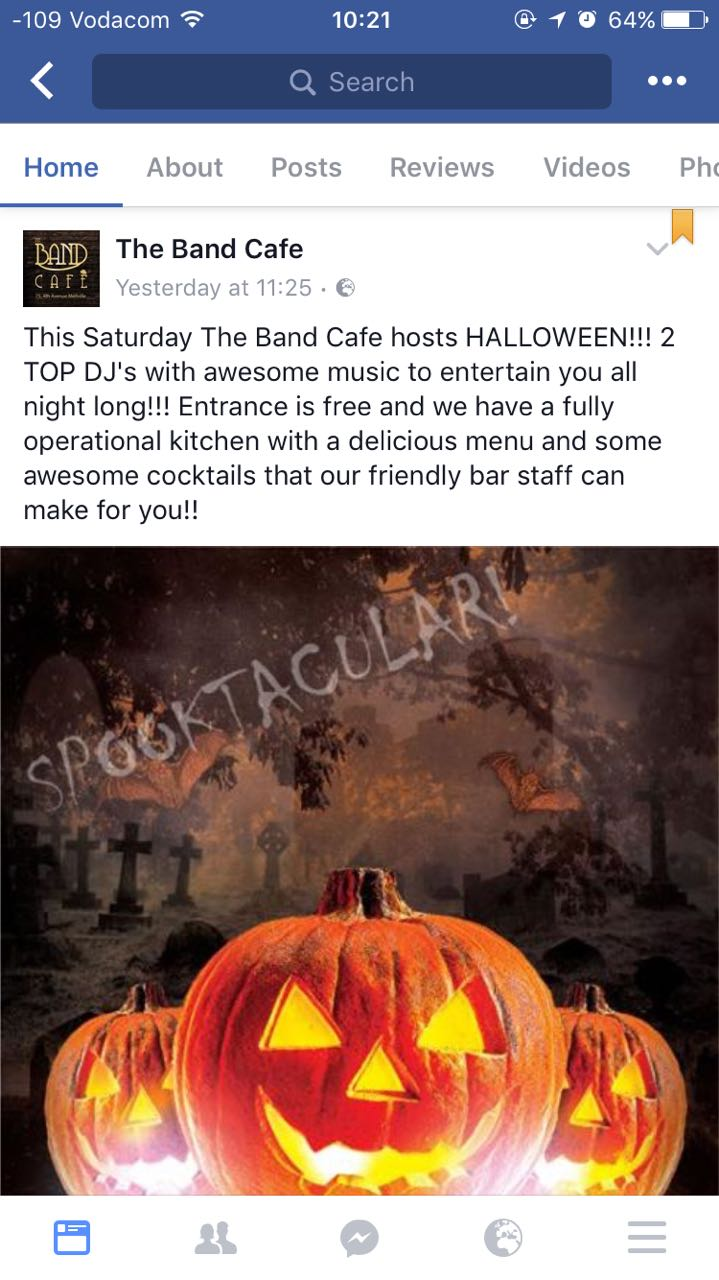 -109 Vodacom 10:21 64%
Search
Home About Posts Reviews Videos Pho
BAND
CAFE
The Band Cafe
Yesterday at 11:25 ·
This Saturday The Band Cafe hosts HALLOWEEN!!! 2
TOP DJ's with awesome music to entertain you all
night long!!! Entrance is free and we have a fully
operational kitchen with a delicious menu and some
awesome cocktails that our friendly bar staff can
make for you!!
SPOOKTACULAR!